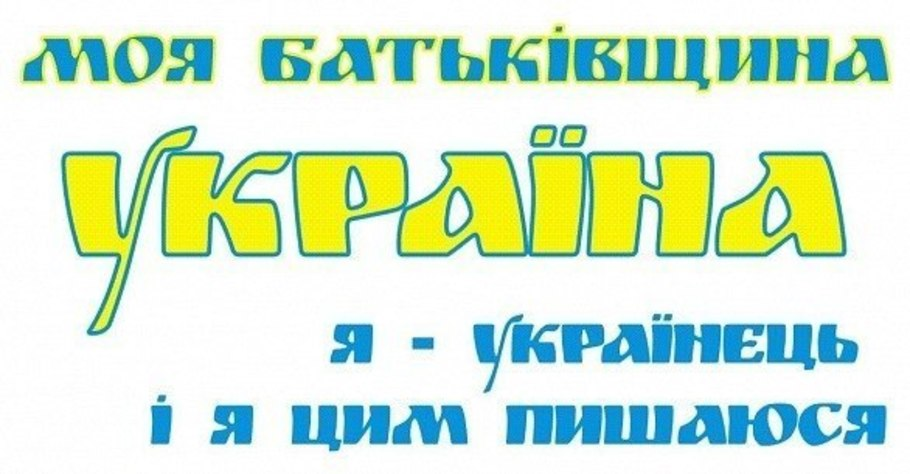 моя батьківщина
Україна
я - українець
і я цим пишаюся